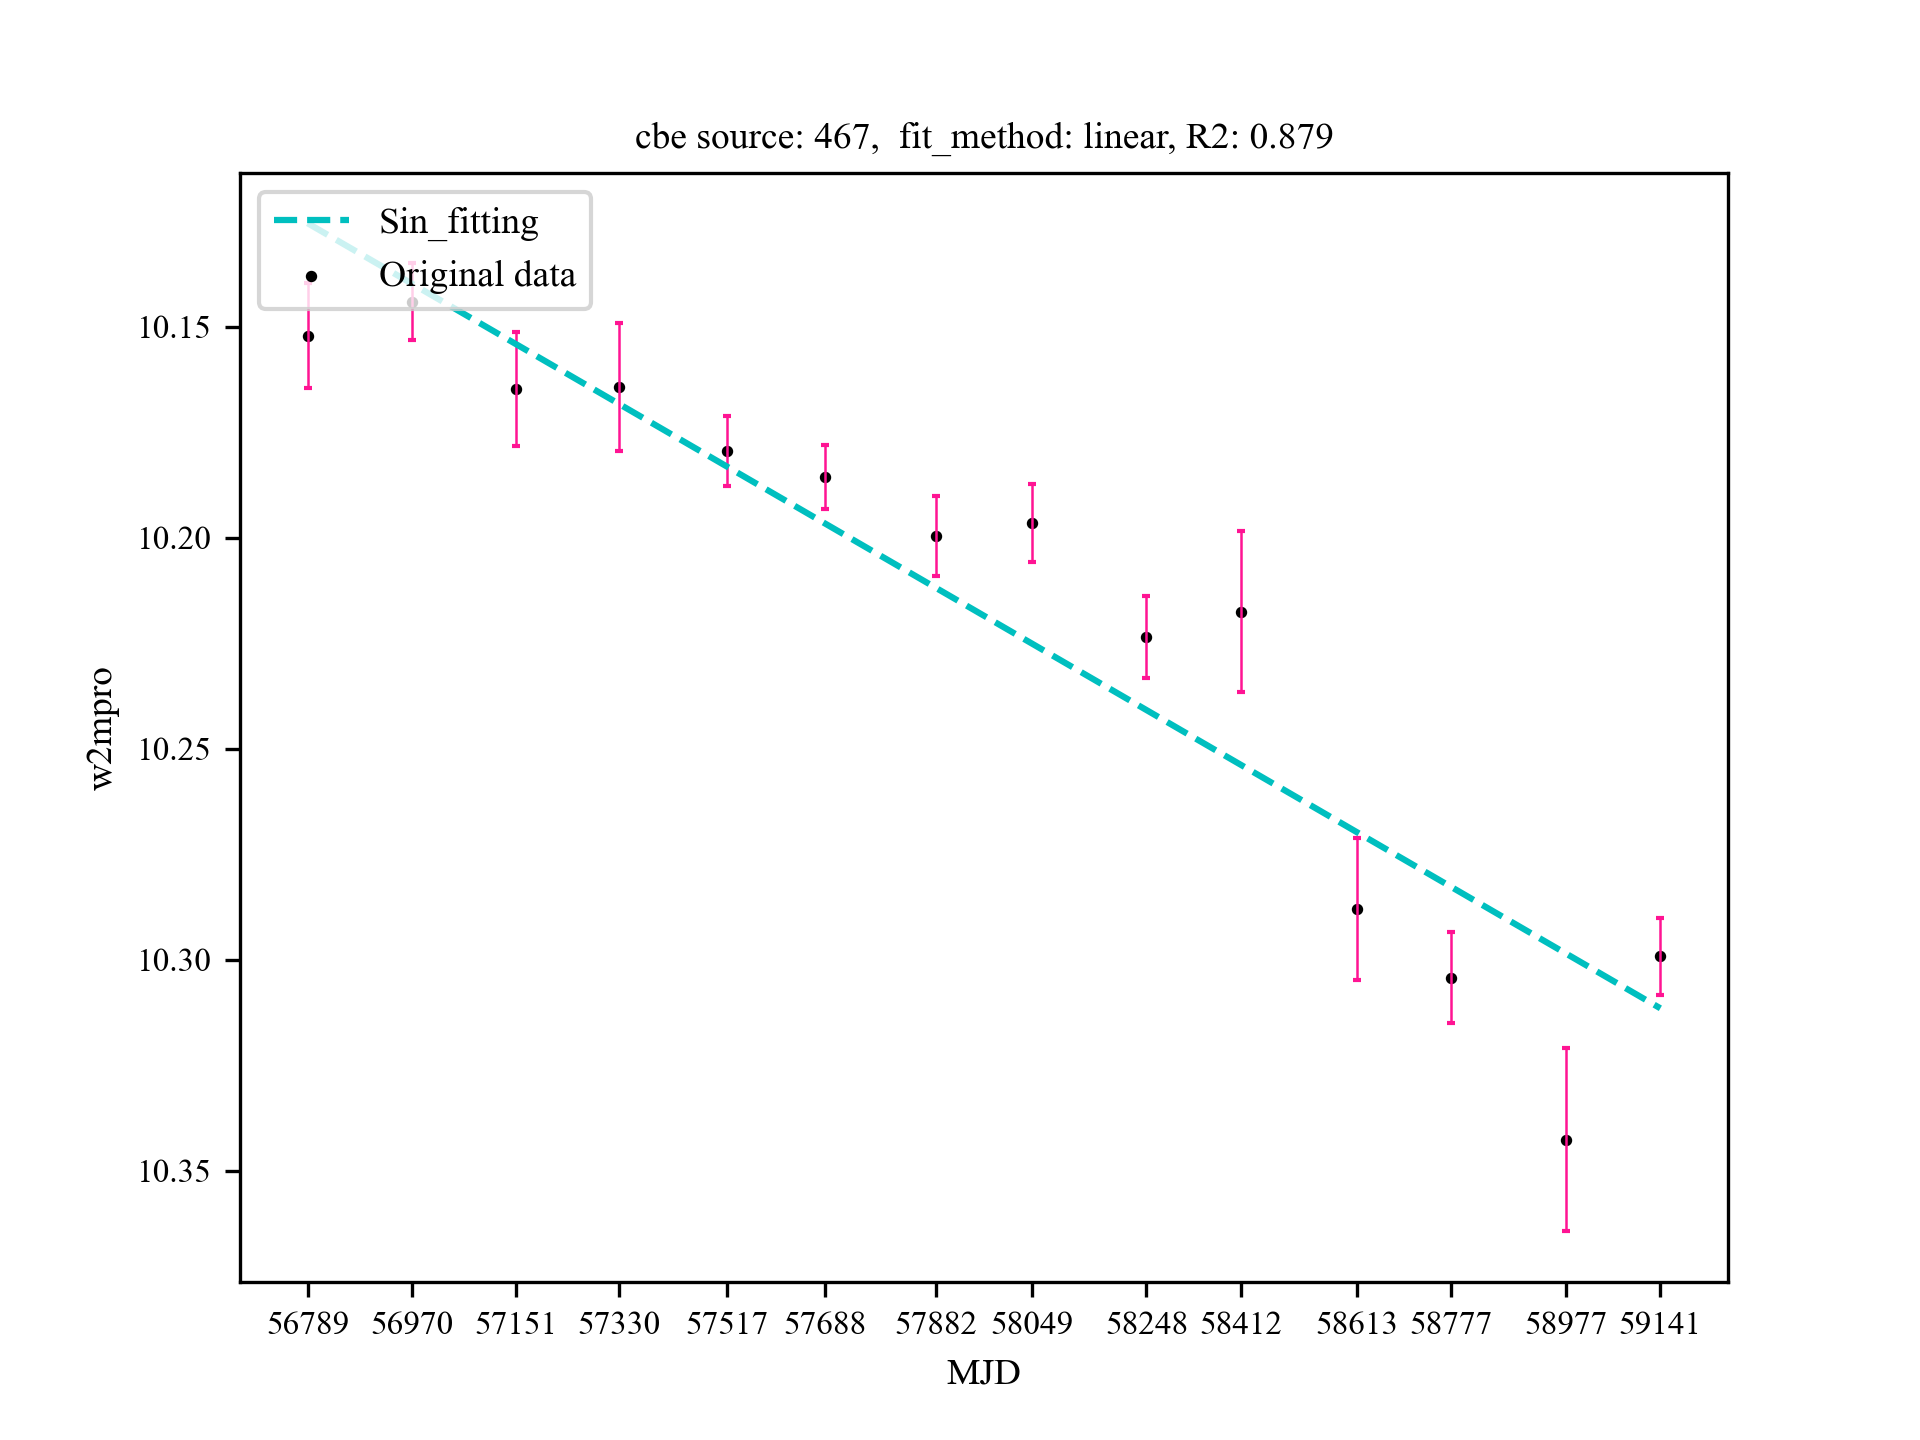 cbe source: 467,  fit_method: linear, R2: 0.879
Sin_fitting
Original data
10.15
10.20
10.25
10.30
10.35
w2mpro
56789 56970 57151 57330 57517 57688 57882 58049 58248 58412 58613 58777 58977 59141
MJD